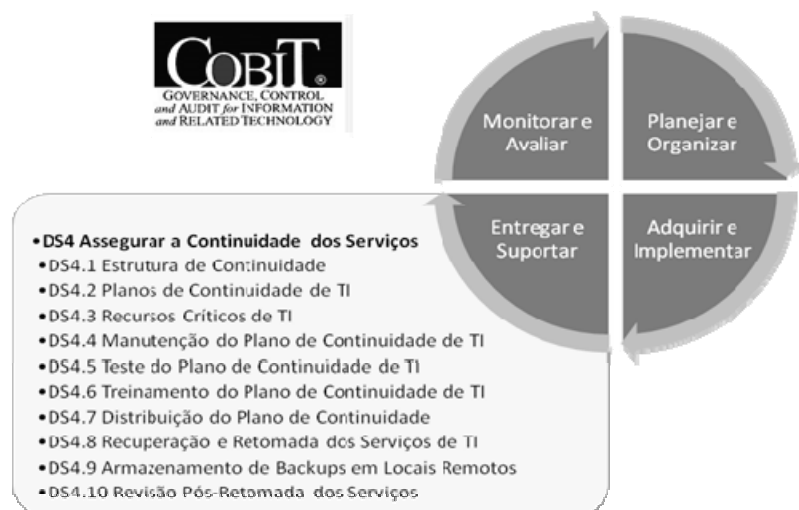 COBIT®
GOVERNANCE, CONTROL
and AUDIT for INFORMATION
and RELATED TECHNOLOGY
Monitorar e
Avaliar
Planejar e
Organizar
Entregar e
Suportar
Adquirir e
Implementar
•DS4 Assegurar a Continuidade dos Serviços
•DS4.1 Estrutura de Continuidade
•DS4.2 Planos de Continuidade de TI
•DS4.3 Recursos Críticos de TI
•DS4.4 Manutenção do Plano de Continuidade de TI
•DS4.5 Teste do Plano de Continuidade de TI
•DS4.6 Treinamento do Plano de Continuidade de TI
•DS4.7 Distribuição do Plano de Continuidade
•DS4.8 Recuperação e Retomada dos Serviços de TI
•DS4.9 Armazenamento de Backups em Locais Remotos
•DS4.10 Revisão Pós-Retomada dos Serviços